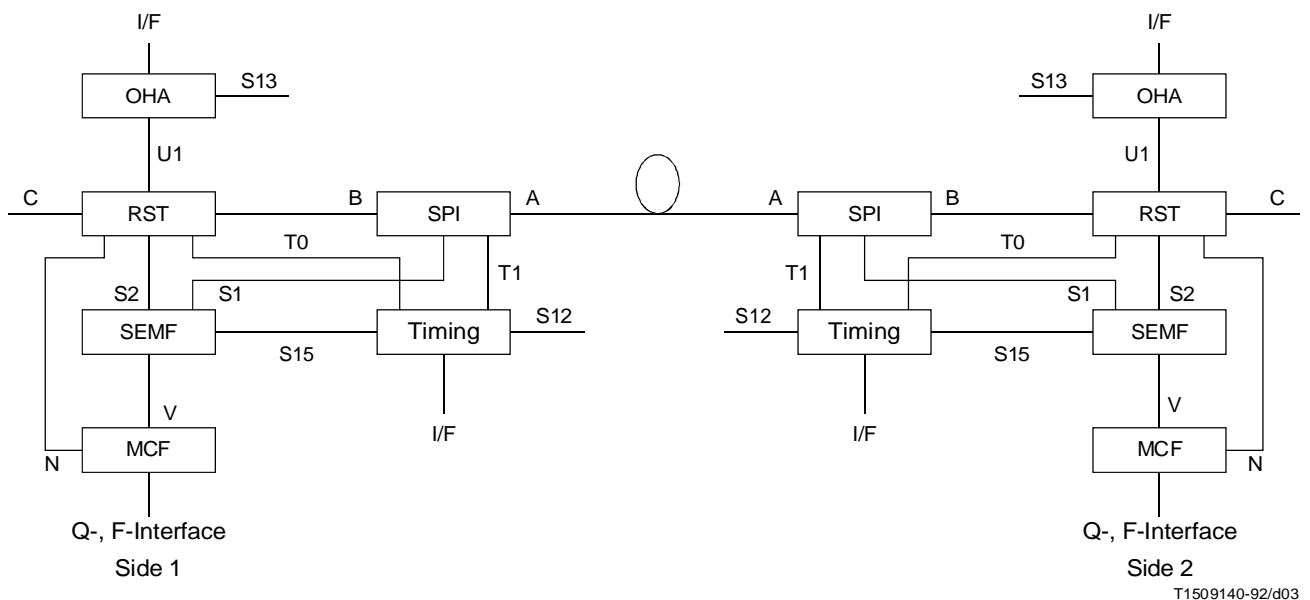 I/F
I/F
OHA
S13
S13
OHA
U1
U1
C
RST
B
SPI
A
A
SPI
B
RST
C
T0
T0
T1
T1
S2
S1
S1
S2
SEMF
S15
Timing
S12
S12
Timing
S15
SEMF
V
I/F
I/F
V
MCF
MCF
N
N
Q-, F-Interface
Q-, F-Interface
Side 1
Side 2
T1509140-92/d03